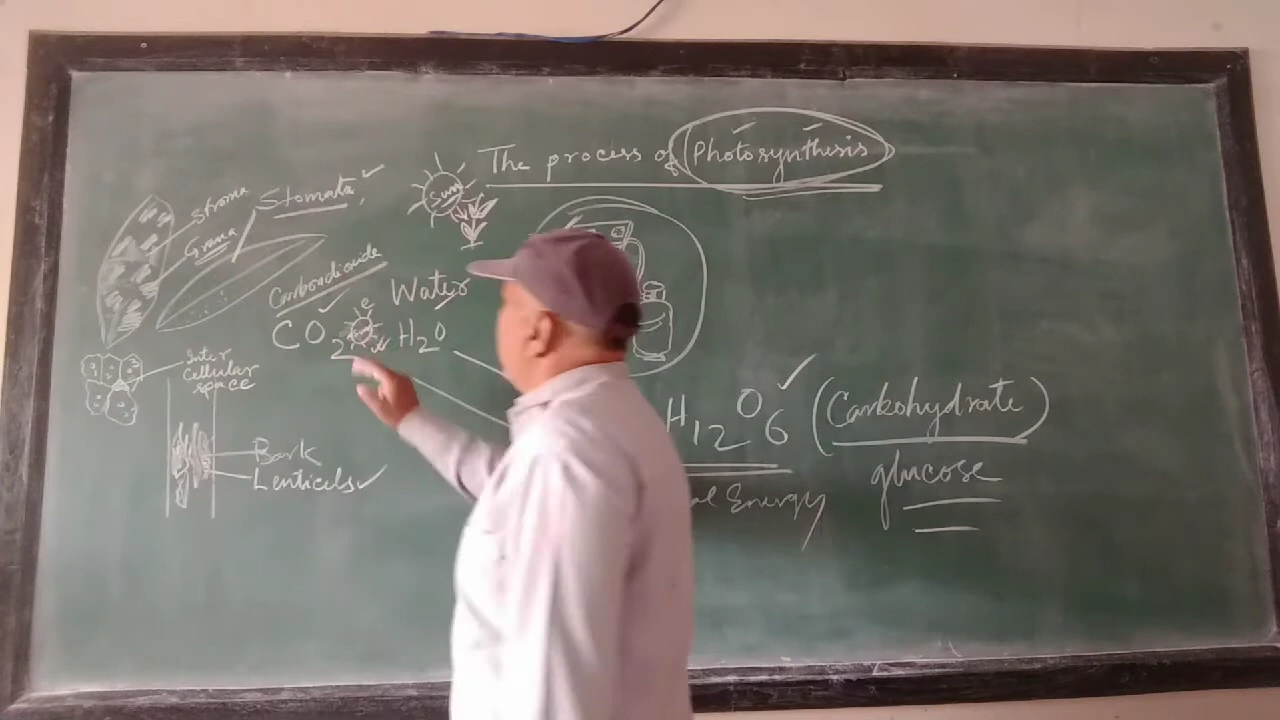 The process of Photosynthesis
Sun
Stroma
Stomata
Grana
Carbondioxide
Water
CO2
H2O
Inter
Cellular
space
H12O6 (Carbohydrate)
glucose
Energy
Bark
Lenticels